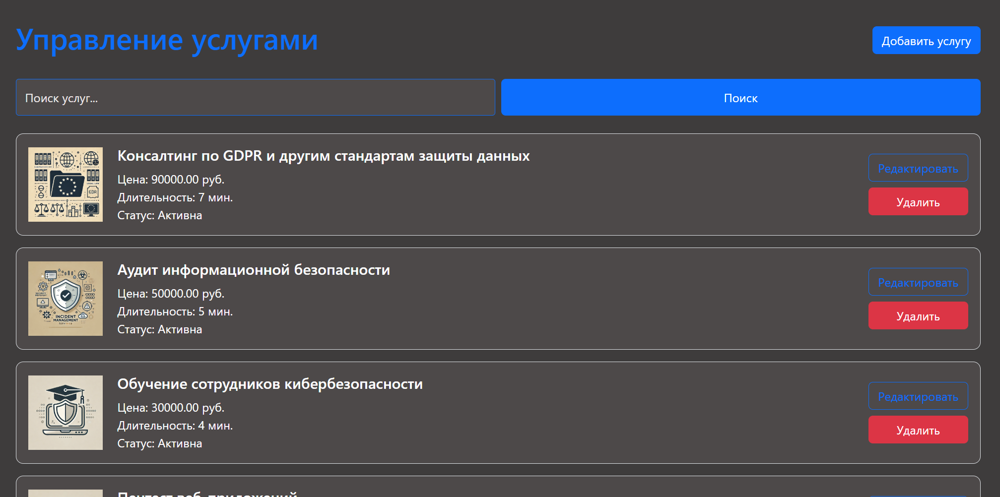 Управление услугами
Добавить услугу
Поиск услуг...
Поиск
Консалтинг по GDPR и другим стандартам защиты данных
Цена: 90000.00 руб.
Длительность: 7 мин.
Статус: Активна
Редактировать
Удалить
EDR
Аудит информационной безопасности
Цена: 50000.00 руб.
Длительность: 5 мин.
Статус: Активна
Редактировать
Удалить
INCIDENT
MANAGEMENT
Обучение сотрудников кибербезопасности
Цена: 30000.00 руб.
Длительность: 4 мин.
Статус: Активна
Редактировать
Удалить
Пентест веб-приложений